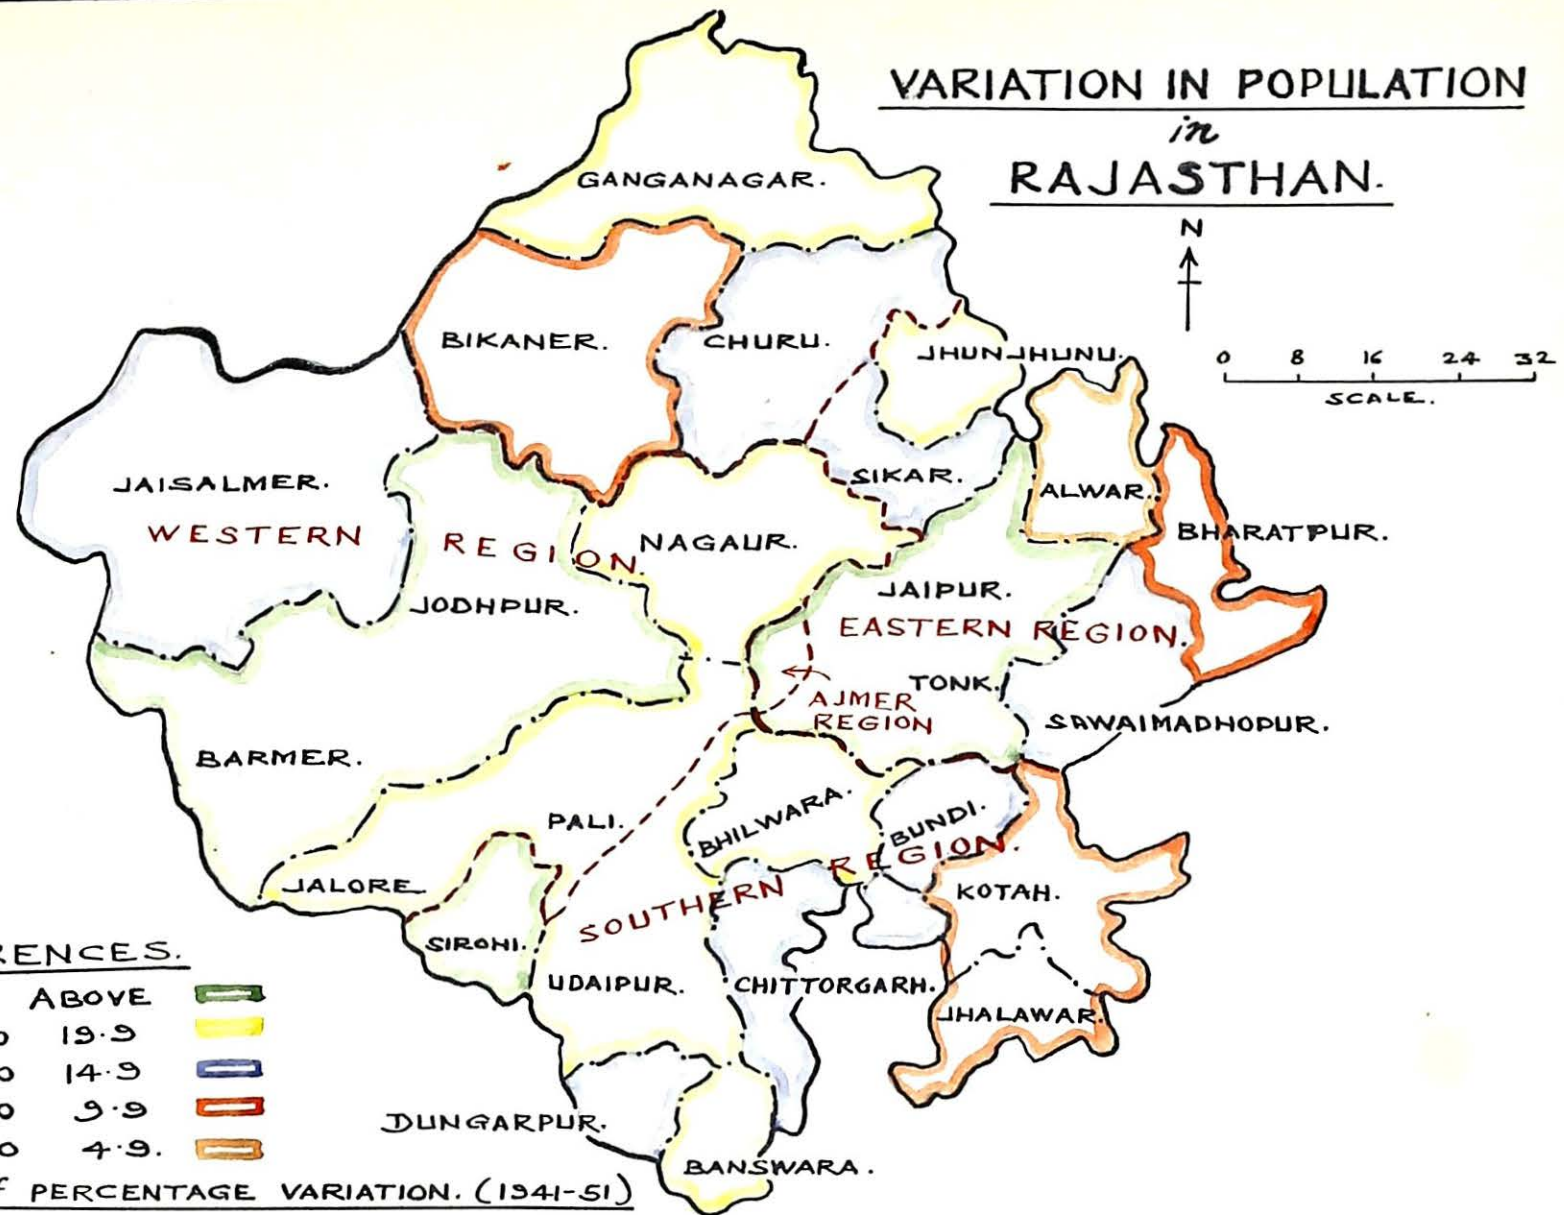 VARIATION IN POPULATION
in
RAJASTHAN.
N
0 8 16 24 32
SCALE.
GANGANAGAR.
BIKANER.
CHURU.
JHUNJHUNU.
JAISALMER.
SIKAR.
ALWAR.
WESTERN REGION.
NAGAUR.
BHARATPUR.
JODHPUR.
JAIPUR.
EASTERN REGION.
TONK.
AJMER
REGION
SAWAIMADHOPUR.
BARMER.
PALI.
BHILWARA.
BUNDI.
JALORE
SOUTHERN REGION.
KOTAH.
SIROHI.
UDAIPUR.
CHITTORGARH.
JHALAWAR.
DUNGARPUR.
BANSWARA.
RENCES.
ABOVE
O 19.9
O 14.9
O 9.9
O 4.9.
F PERCENTAGE VARIATION. (1941-51)